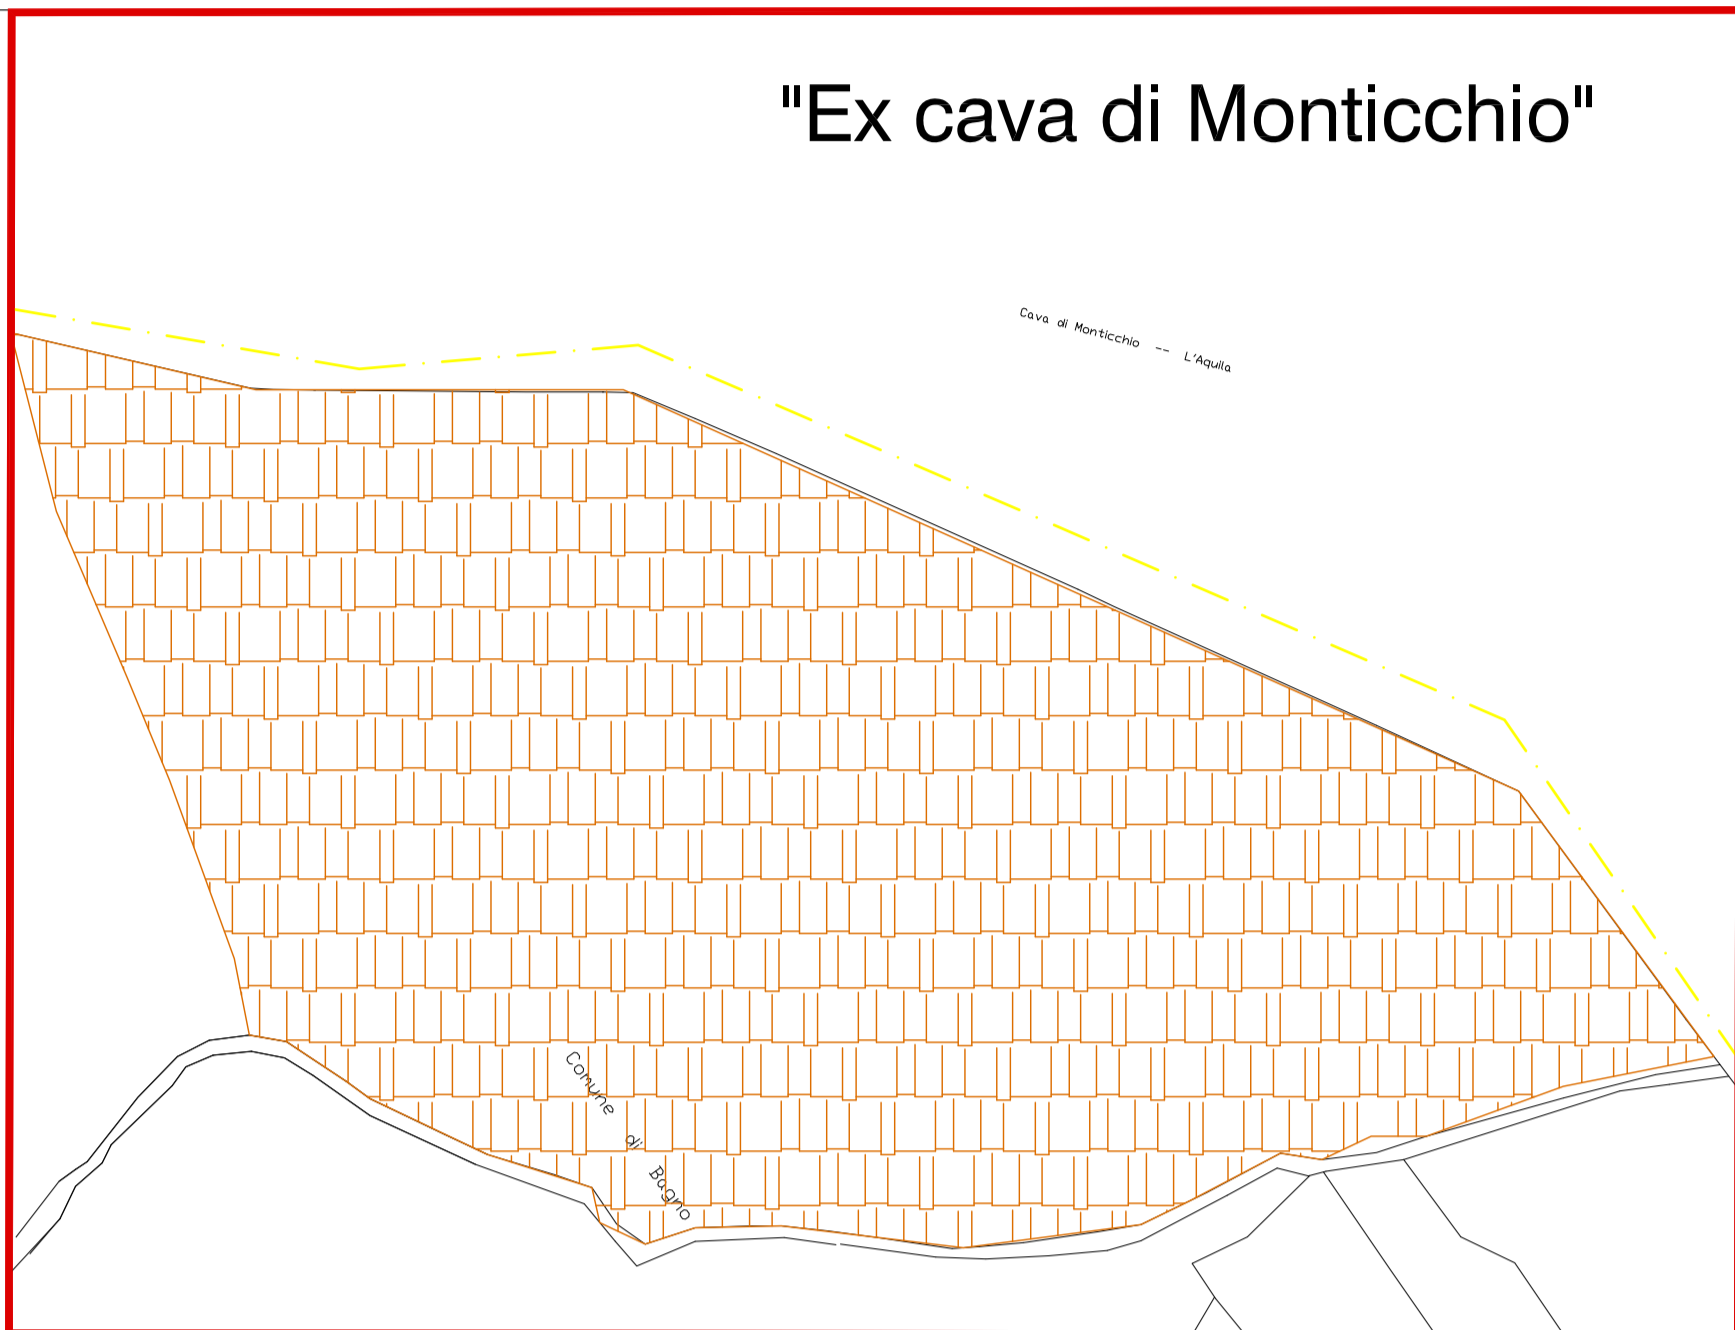 "Ex cava di Monticchio"
Cava di Monticchio -- L'Aquila
Comune di Bagno